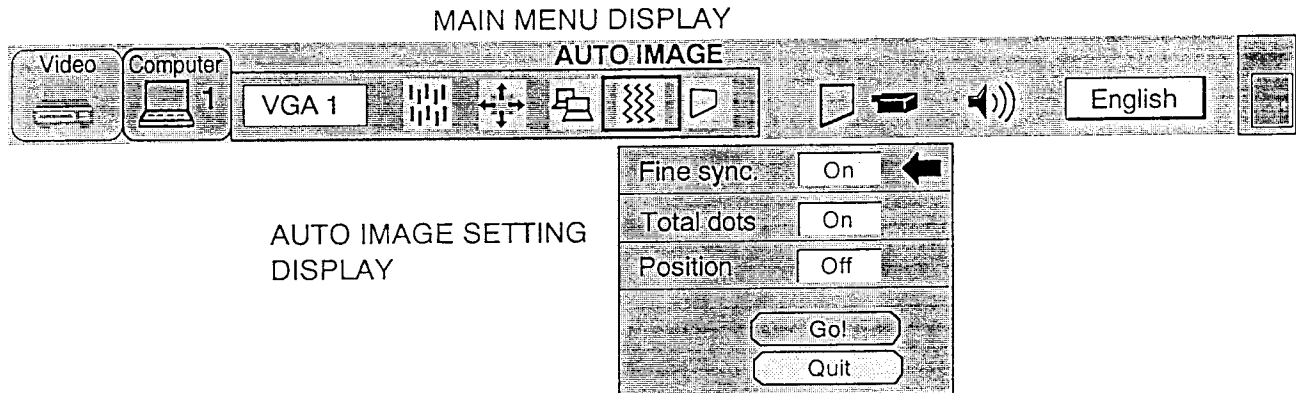 MAIN MENU DISPLAY
AUTO IMAGE
Video
Computer
1
VGA 1
English
Fine sync. On
Total dots On
Position Off
AUTO IMAGE SETTING
DISPLAY
Go!
Quit